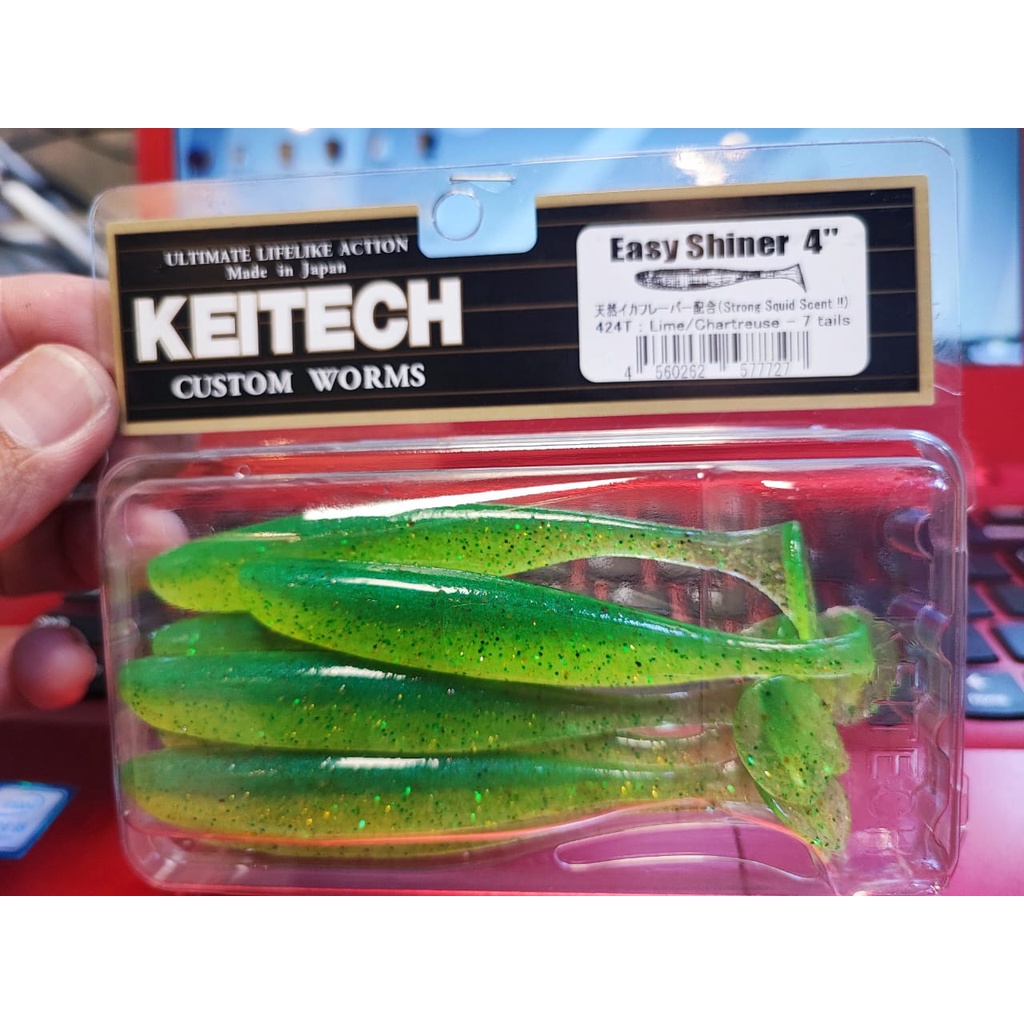 ULTIMATE LIFELIKE ACTION
Made in Japan
KEITECH
CUSTOM WORMS
Easy Shiner 4"
天然イカフレーバー配合(Strong Squid Scent !!)
424T : Lime/Chartreuse - 7 tails
4 560262 577727